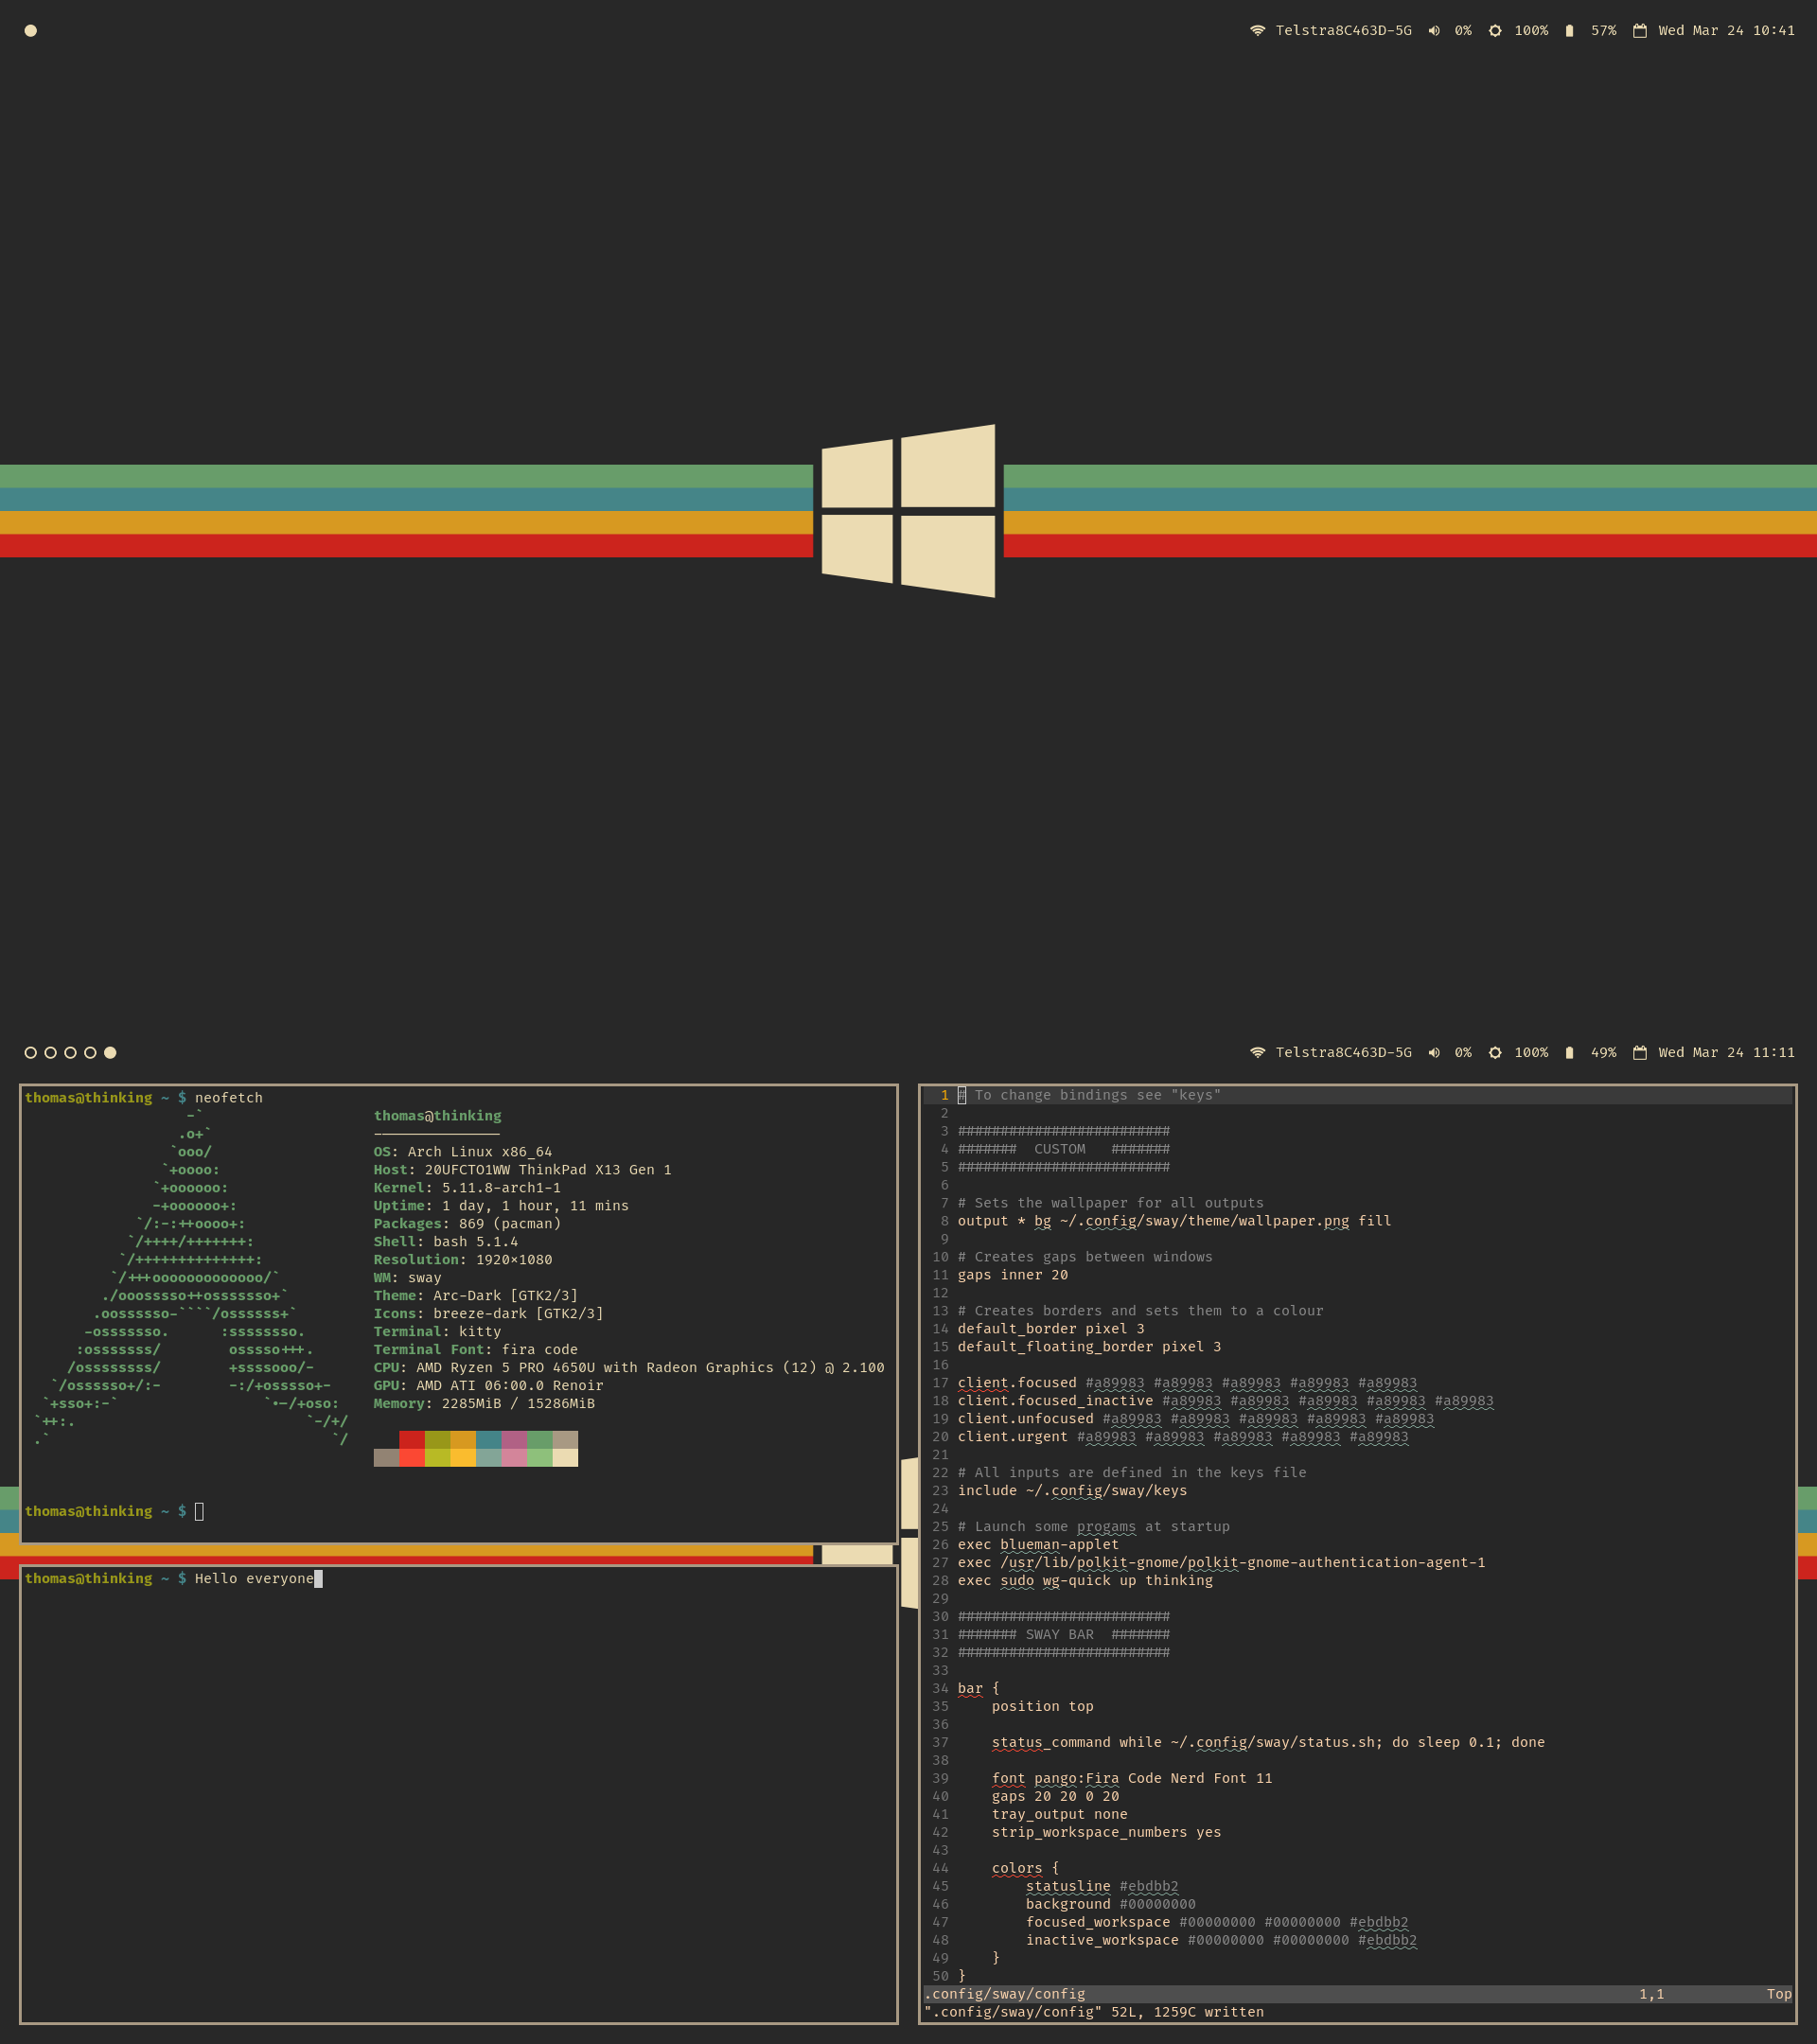 Telstra8C463D-5G 0% 100% 57% Wed Mar 24 10:41
Telstra8C463D-5G 0% 100% 49% Wed Mar 24 11:11
thomas@thinking ~ $ neofetch
-`
.o+`
`ooo/
`+oooo:
`+oooooo:
-+oooooo+:
`/:-:++oooo+:
`/++++/+++++++:
`/++++++++++++++:
`/+++ooooooooooooo/`
./ooosssso++osssssso+`
.oossssso-````/ossssss+`
-osssssso. :ssssssso.
:osssssss/ osssso+++.
/ossssssss/ +ssssooo/-
`/ossssso+/:- -:/+osssso+-
`+sso+:-` `.-/+oso:
`++:. `-/+/
.` `/
thomas@thinking
---------------
OS: Arch Linux x86_64
Host: 20UFCTO1WW ThinkPad X13 Gen 1
Kernel: 5.11.8-arch1-1
Uptime: 1 day, 1 hour, 11 mins
Packages: 869 (pacman)
Shell: bash 5.1.4
Resolution: 1920×1080
WM: sway
Theme: Arc-Dark [GTK2/3]
Icons: breeze-dark [GTK2/3]
Terminal: kitty
Terminal Font: fira code
CPU: AMD Ryzen 5 PRO 4650U with Radeon Graphics (12) @ 2.100
GPU: AMD ATI 06:00.0 Renoir
Memory: 2285MiB / 15286MiB
thomas@thinking ~ $
thomas@thinking ~ $ Hello everyone
1 # To change bindings see "keys"
2
3 #########################
4 ####### CUSTOM #######
5 #########################
6
7 # Sets the wallpaper for all outputs
8 output * bg ~/.config/sway/theme/wallpaper.png fill
9
10 # Creates gaps between windows
11 gaps inner 20
12
13 # Creates borders and sets them to a colour
14 default_border pixel 3
15 default_floating_border pixel 3
16
17 client.focused #a89983 #a89983 #a89983 #a89983 #a89983
18 client.focused_inactive #a89983 #a89983 #a89983 #a89983 #a89983
19 client.unfocused #a89983 #a89983 #a89983 #a89983 #a89983
20 client.urgent #a89983 #a89983 #a89983 #a89983 #a89983
21
22 # All inputs are defined in the keys file
23 include ~/.config/sway/keys
24
25 # Launch some progams at startup
26 exec blueman-applet
27 exec /usr/lib/polkit-gnome/polkit-gnome-authentication-agent-1
28 exec sudo wg-quick up thinking
29
30 #########################
31 ####### SWAY BAR #######
32 #########################
33
34 bar {
35 position top
36
37 status_command while ~/.config/sway/status.sh; do sleep 0.1; done
38
39 font pango:Fira Code Nerd Font 11
40 gaps 20 20 0 20
41 tray_output none
42 strip_workspace_numbers yes
43
44 colors {
45 statusline #ebdbb2
46 background #00000000
47 focused_workspace #00000000 #00000000 #ebdbb2
48 inactive_workspace #00000000 #00000000 #ebdbb2
49 }
50 }
.config/sway/config 1,1 Top
".config/sway/config" 52L, 1259C written